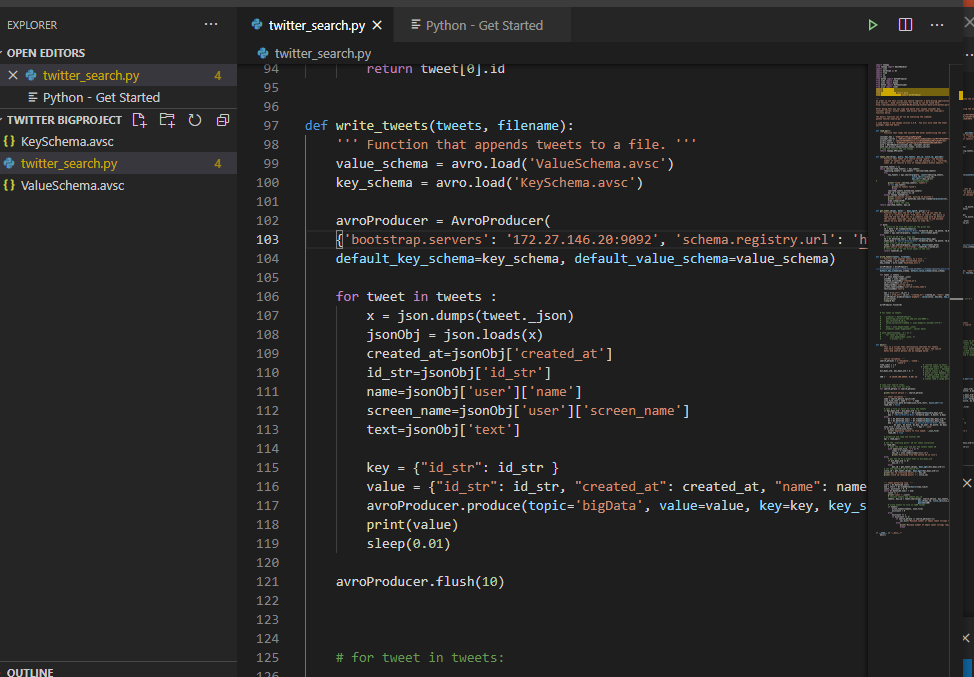 EXPLORER
···
OPEN EDITORS
twitter_search.py 4
Python - Get Started
TWITTER BIGPROJECT
KeySchema.avsc
twitter_search.py 4
ValueSchema.avsc
OUTLINE
twitter_search.py
Python - Get Started
···
twitter_search.py
94 return tweet[0].id
95
96
97 def write_tweets(tweets, filename):
98 ''' Function that appends tweets to a file. '''
99 value_schema = avro.load('ValueSchema.avsc')
100 key_schema = avro.load('KeySchema.avsc')
101
102 avroProducer = AvroProducer(
103 {'bootstrap.servers': '172.27.146.20:9092', 'schema.registry.url': 'h
104 default_key_schema=key_schema, default_value_schema=value_schema)
105
106 for tweet in tweets :
107 x = json.dumps(tweet._json)
108 jsonObj = json.loads(x)
109 created_at=jsonObj['created_at']
110 id_str=jsonObj['id_str']
111 name=jsonObj['user']['name']
112 screen_name=jsonObj['user']['screen_name']
113 text=jsonObj['text']
114
115 key = {"id_str": id_str }
116 value = {"id_str": id_str, "created_at": created_at, "name": name
117 avroProducer.produce(topic='bigData', value=value, key=key, key_s
118 print(value)
119 sleep(0.01)
120
121 avroProducer.flush(10)
122
123
124
125 # for tweet in tweets:
126